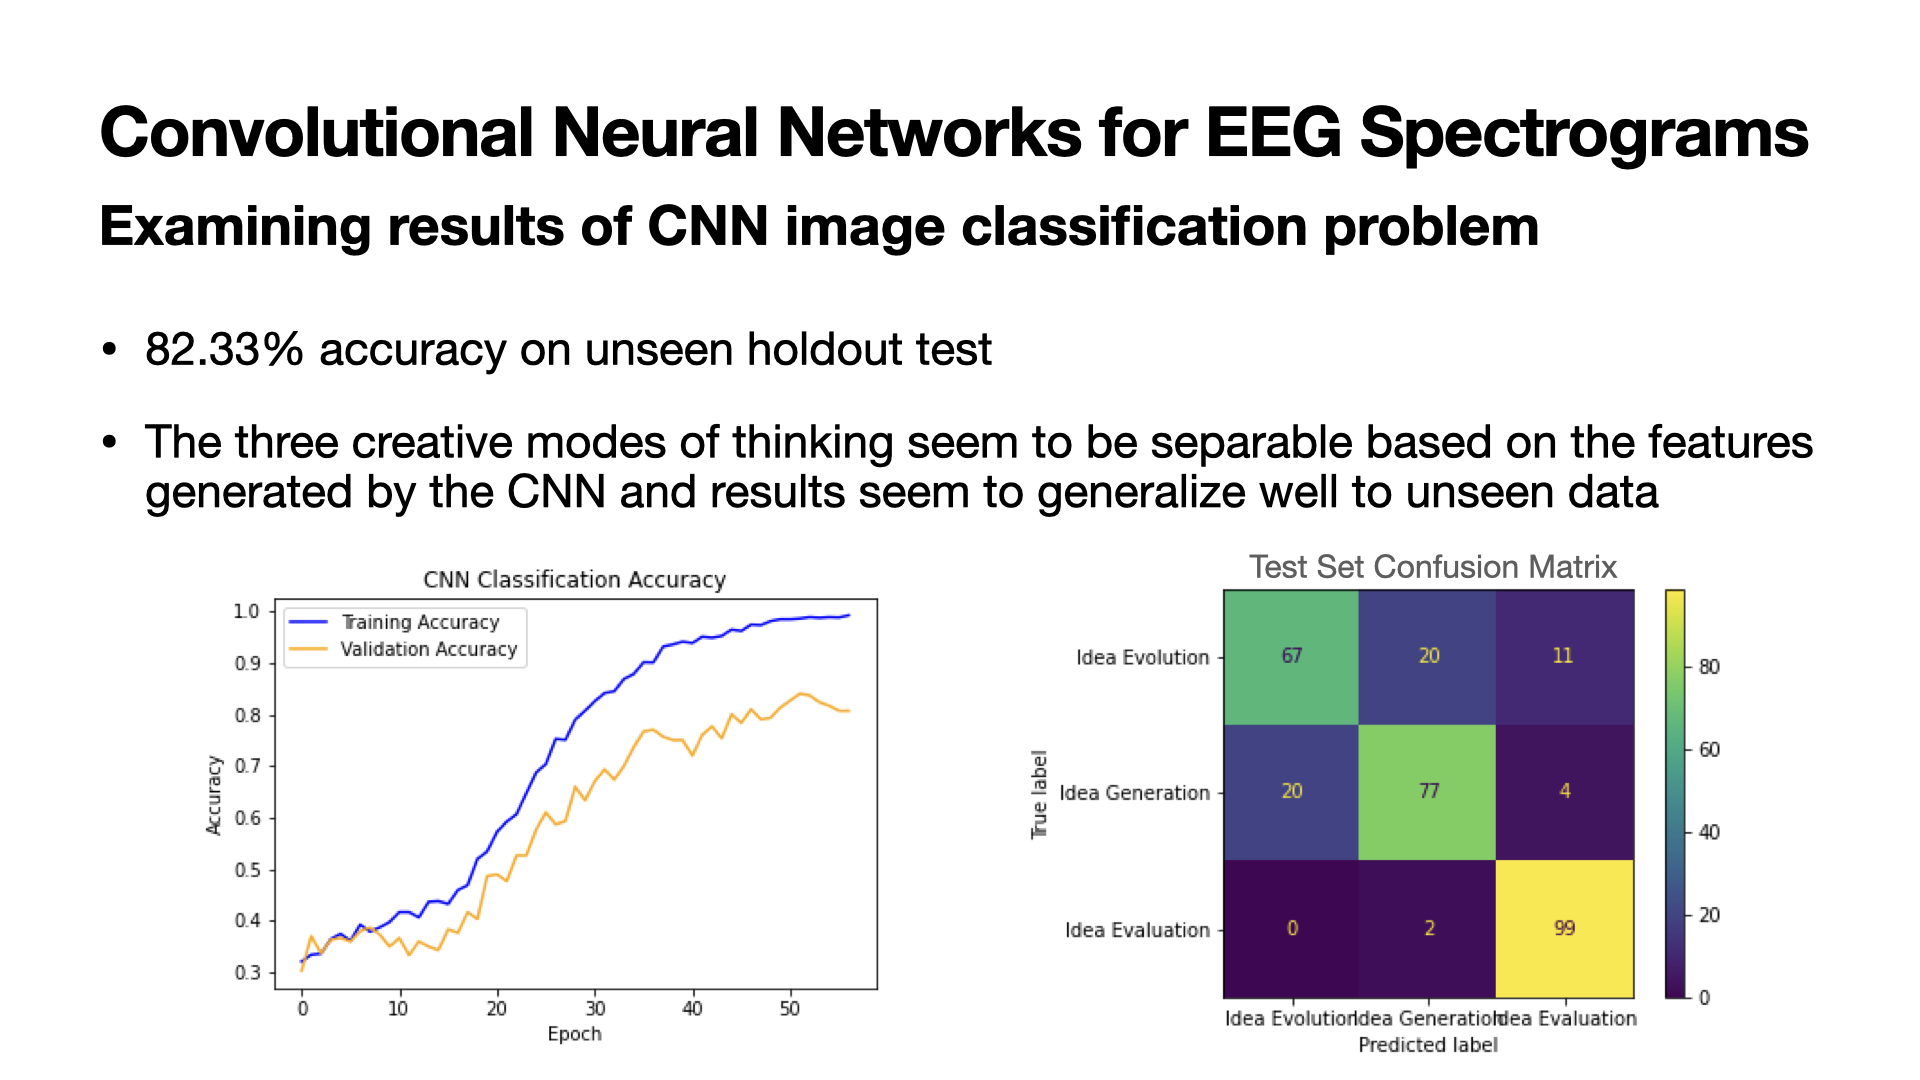 Convolutional Neural Networks for EEG Spectrograms
Examining results of CNN image classification problem
• 82.33% accuracy on unseen holdout test
• The three creative modes of thinking seem to be separable based on the features
generated by the CNN and results seem to generalize well to unseen data
CNN Classification Accuracy
Training Accuracy
Validation Accuracy
1.0
0.9
0.8
0.7
0.6
0.5
0.4
0.3
Accuracy
0 10 20 30 40 50
Epoch
Test Set Confusion Matrix
True label
Idea Evolution 67 20 11
Idea Generation 20 77 4
Idea Evaluation 0 2 99
Idea Evolution Idea Generation Idea Evaluation
Predicted label
80
60
40
20
0